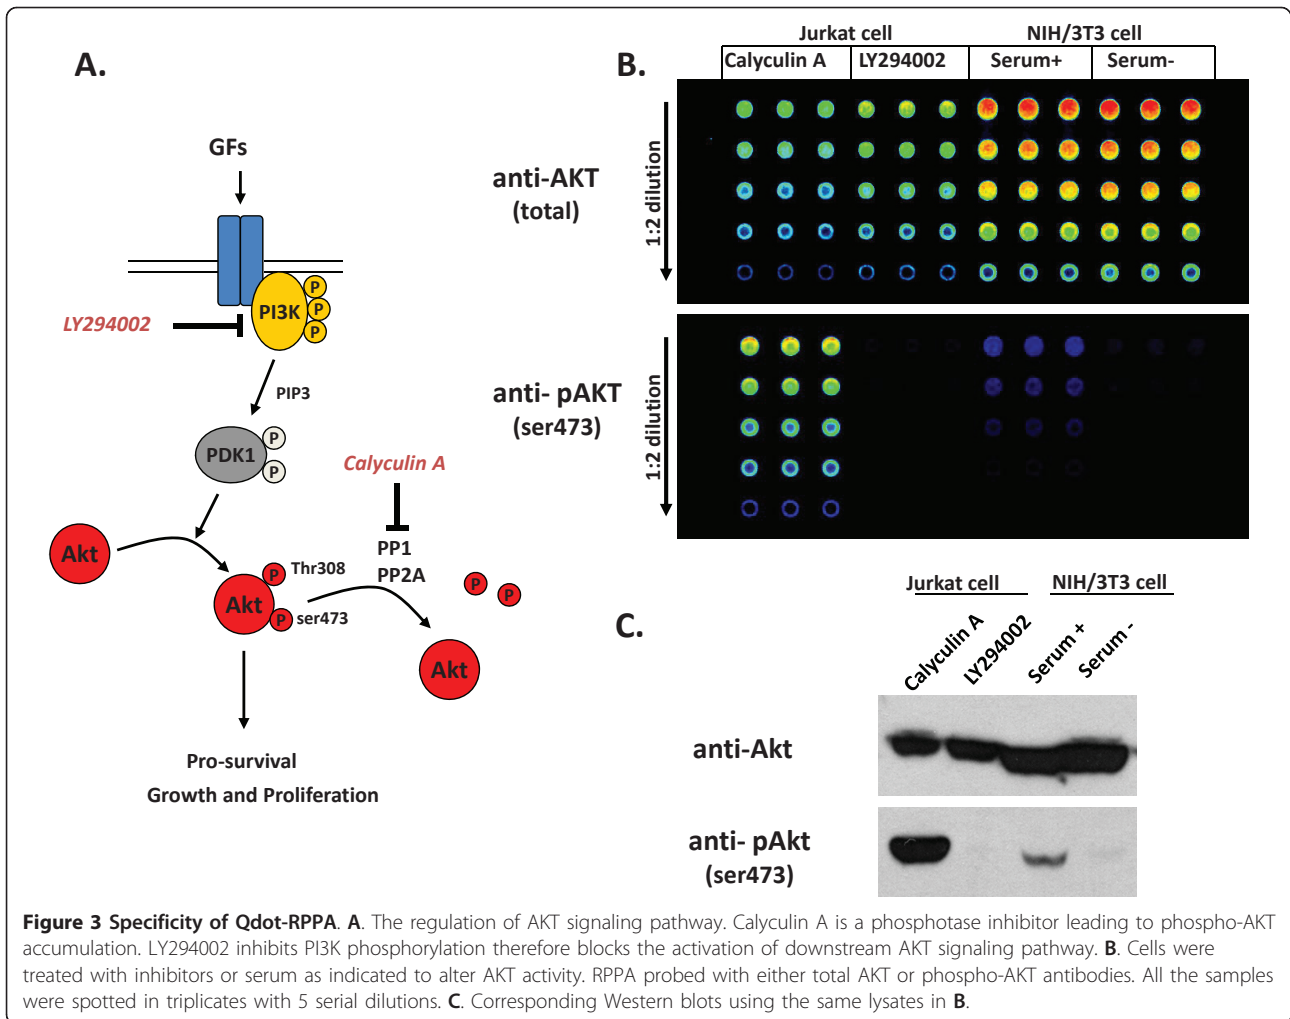 A.
GFs
PI3K
P
P
P
LY294002
PIP3
PDK1
P
P
Calyculin A
PP1
PP2A
Akt
Akt
P
Thr308
P
ser473
P
P
Akt
Pro-survival
Growth and Proliferation
B.
Jurkat cell NIH/3T3 cell
Calyculin A LY294002 Serum+ Serum-
anti-AKT
(total)
1:2 dilution
anti- pAKT
(ser473)
1:2 dilution
C.
Jurkat cell NIH/3T3 cell
Calyculin A
LY294002
Serum +
Serum -
anti-Akt
anti- pAkt
(ser473)
Figure 3 Specificity of Qdot-RPPA. A. The regulation of AKT signaling pathway. Calyculin A is a phosphotase inhibitor leading to phospho-AKT
accumulation. LY294002 inhibits PI3K phosphorylation therefore blocks the activation of downstream AKT signaling pathway. B. Cells were
treated with inhibitors or serum as indicated to alter AKT activity. RPPA probed with either total AKT or phospho-AKT antibodies. All the samples
were spotted in triplicates with 5 serial dilutions. C. Corresponding Western blots using the same lysates in B.